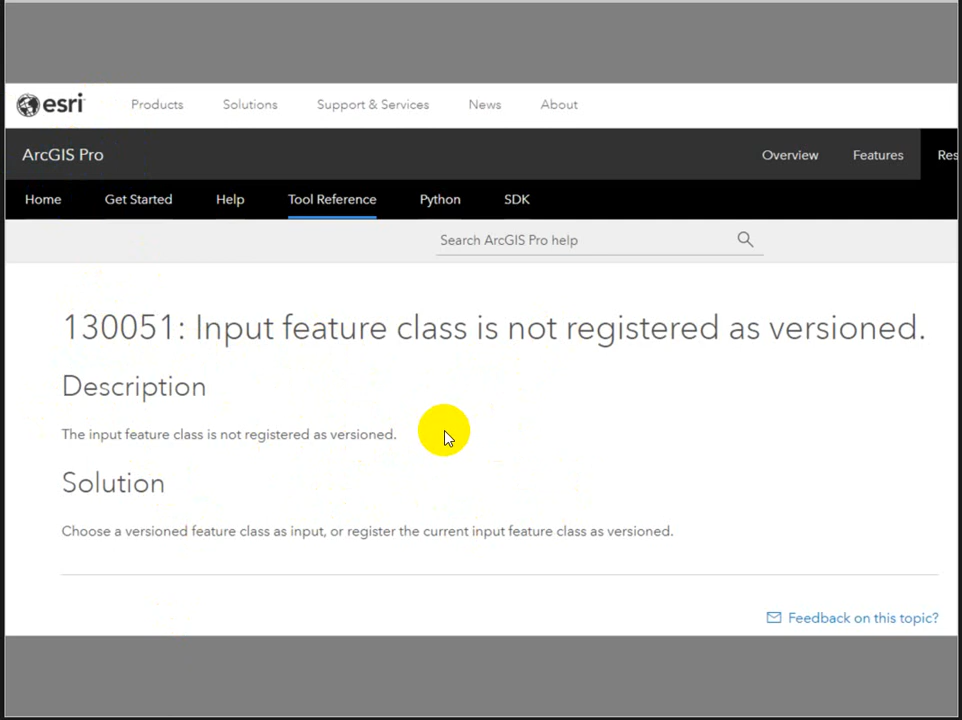 esri
Products Solutions Support & Services News About
ArcGIS Pro Overview Features Res
Home Get Started Help Tool Reference Python SDK
Search ArcGIS Pro help
130051: Input feature class is not registered as versioned.
Description
The input feature class is not registered as versioned.
Solution
Choose a versioned feature class as input, or register the current input feature class as versioned.
Feedback on this topic?